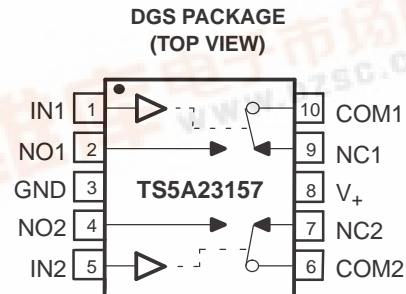 DGS PACKAGE
(TOP VIEW)
IN1 1 10 COM1
NO1 2 9 NC1
GND 3 TS5A23157 8 V+
NO2 4 7 NC2
IN2 5 6 COM2